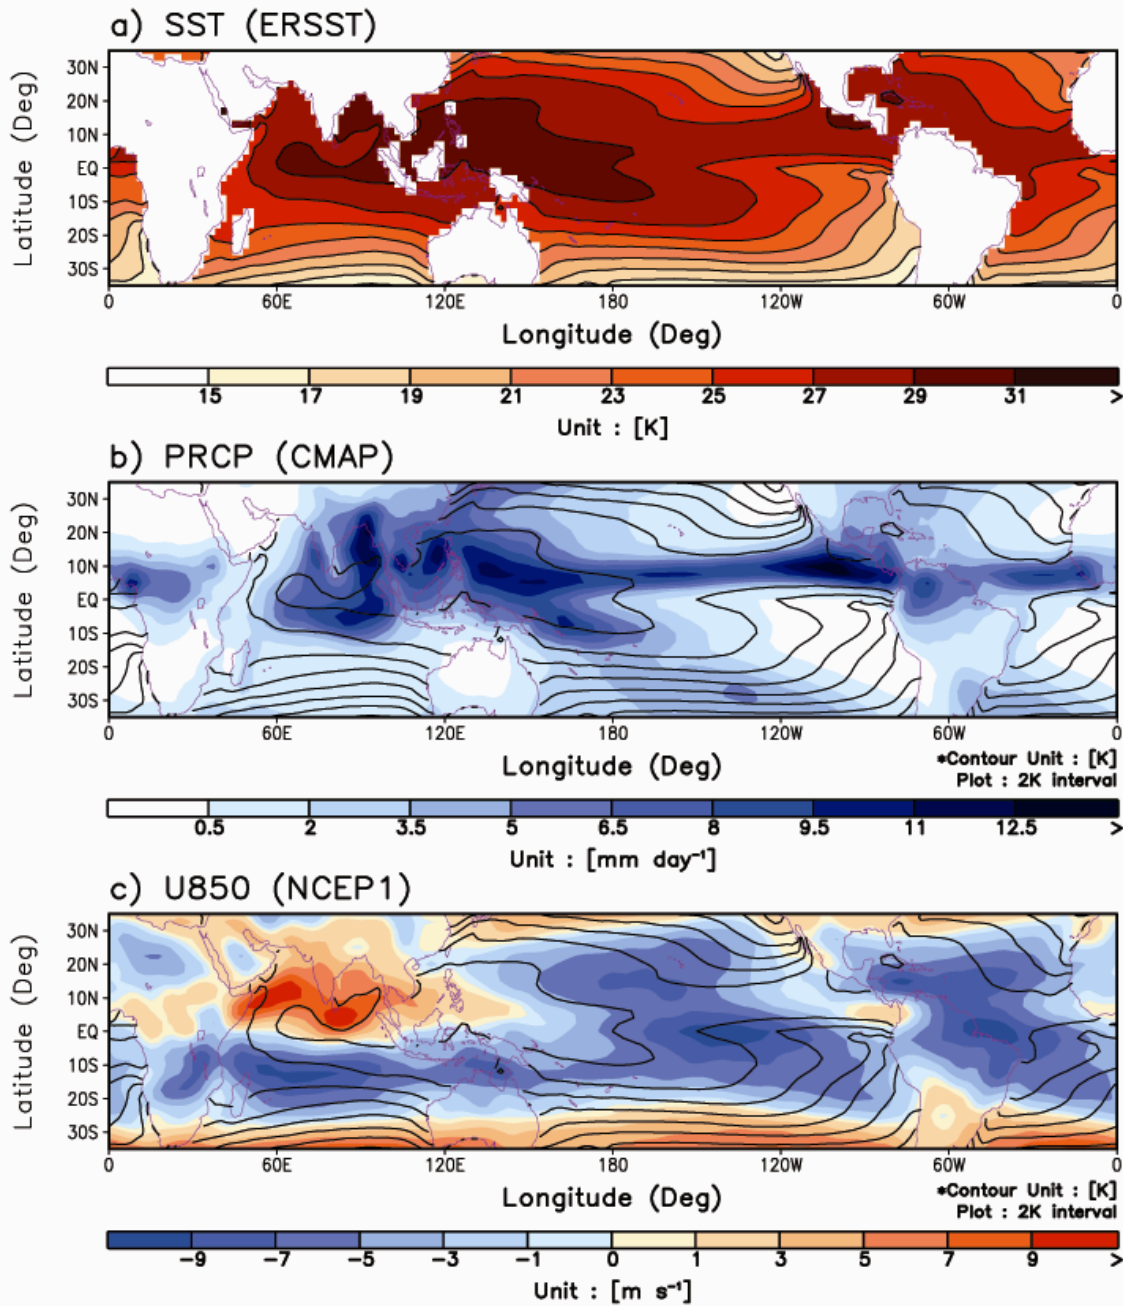 a) SST (ERSST)
Latitude (Deg)
30N
20N
10N
EQ
10S
20S
30S
0 60E 120E 180 120W 60W 0
Longitude (Deg)
15 17 19 21 23 25 27 29 31 >
Unit : [K]
b) PRCP (CMAP)
Latitude (Deg)
30N
20N
10N
EQ
10S
20S
30S
0 60E 120E 180 120W 60W 0
Longitude (Deg)
*Contour Unit : [K]
Plot : 2K interval
0.5 2 3.5 5 6.5 8 9.5 11 12.5 >
Unit : [mm day⁻¹]
c) U850 (NCEP1)
Latitude (Deg)
30N
20N
10N
EQ
10S
20S
30S
0 60E 120E 180 120W 60W 0
Longitude (Deg)
*Contour Unit : [K]
Plot : 2K interval
−9 −7 −5 −3 −1 0 1 3 5 7 9 >
Unit : [m s⁻¹]